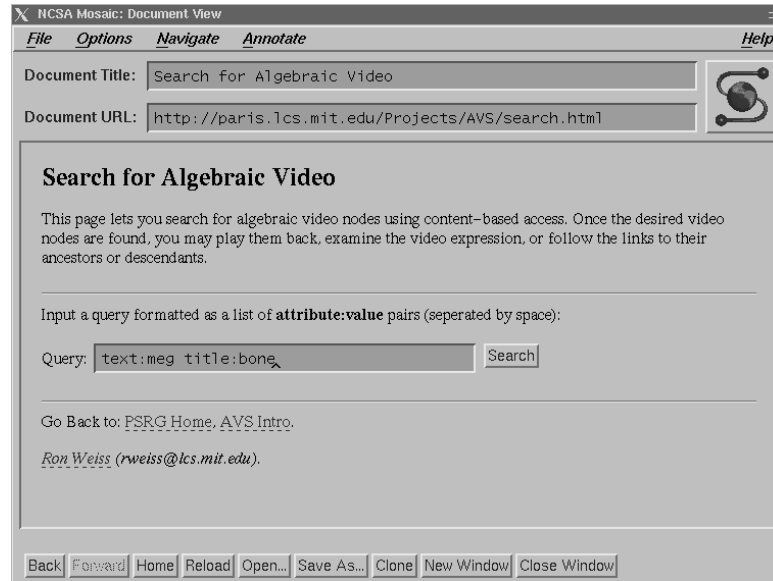 NCSA Mosaic: Document View
File Options Navigate Annotate Help
Document Title: Search for Algebraic Video
Document URL: http://paris.lcs.mit.edu/Projects/AVS/search.html
Search for Algebraic Video
This page lets you search for algebraic video nodes using content-based access. Once the desired video
nodes are found, you may play them back, examine the video expression, or follow the links to their
ancestors or descendants.
Input a query formatted as a list of attribute:value pairs (seperated by space):
Query: text:meg title:bone Search
Go Back to: PSRG Home, AVS Intro.
Ron Weiss (rweiss@lcs.mit.edu).
Back Forward Home Reload Open... Save As... Clone New Window Close Window